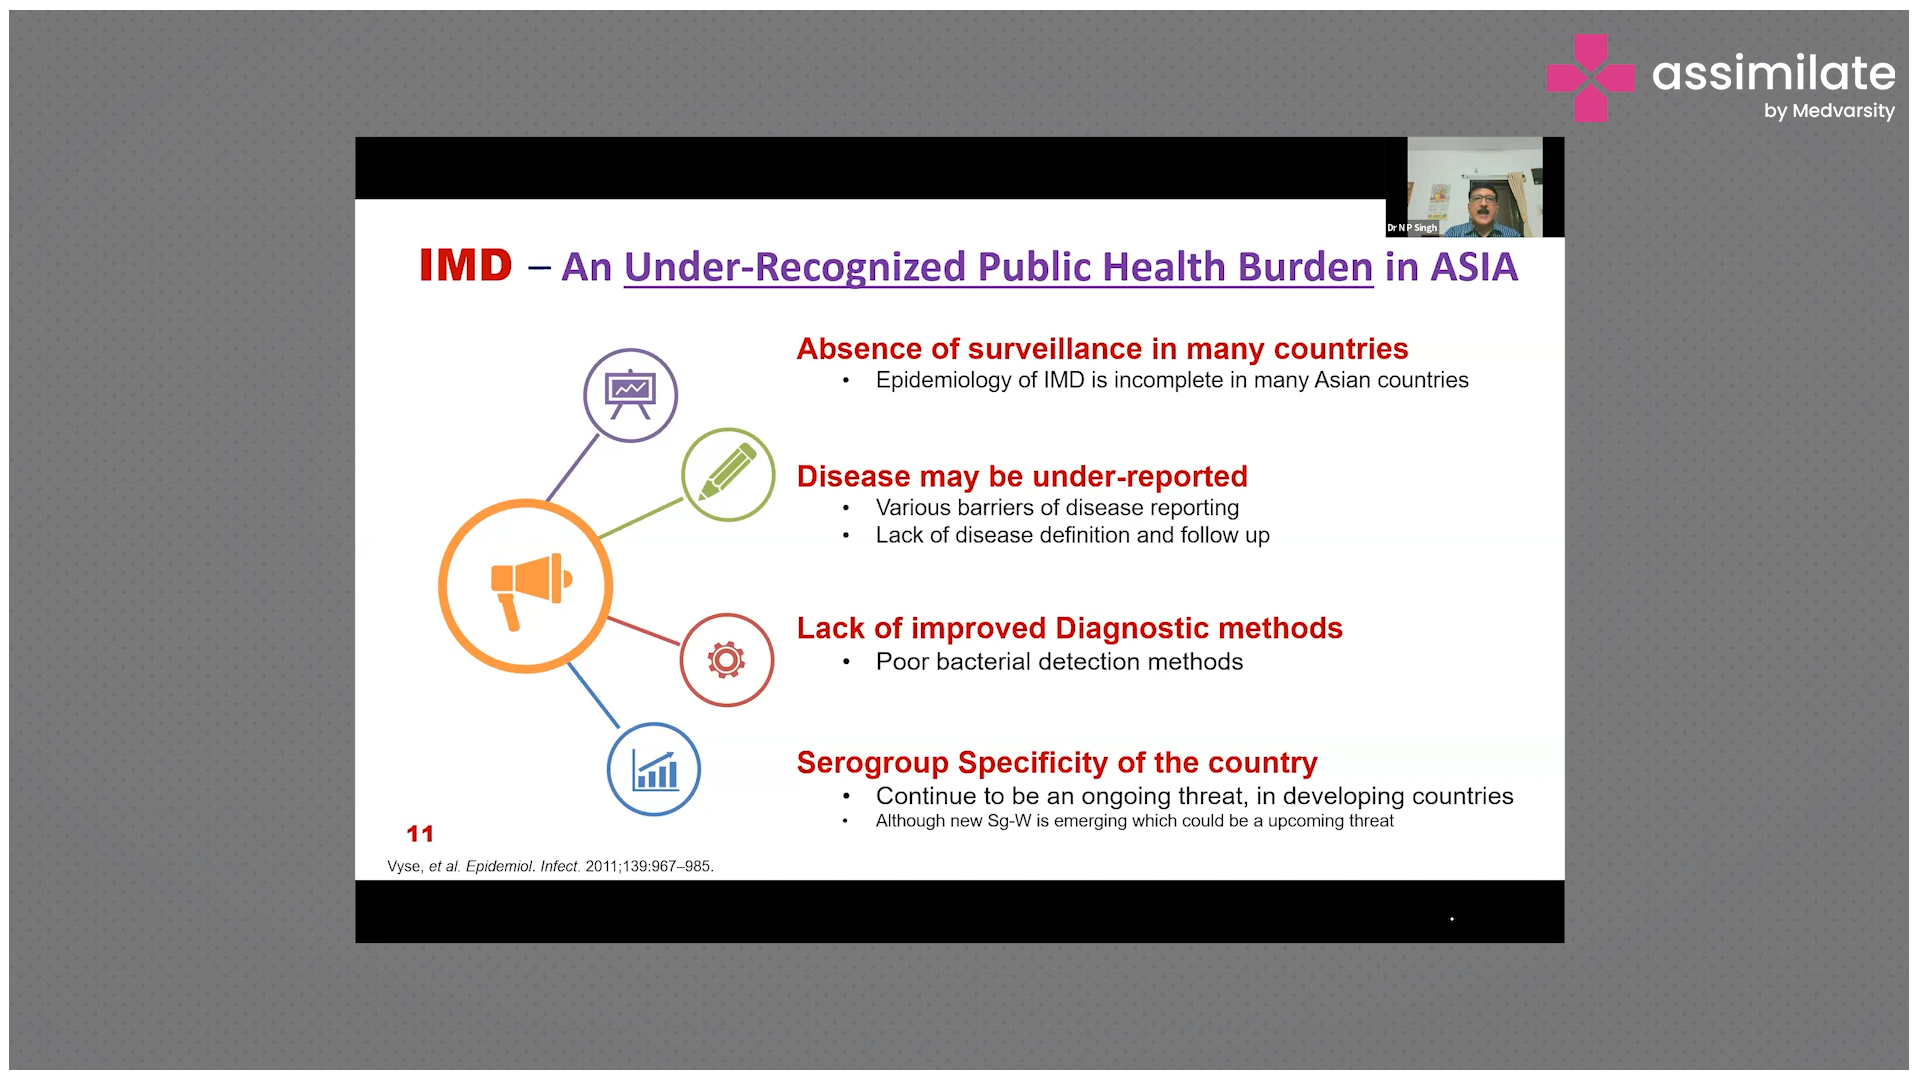 assimilate
by Medvarsity
Dr N P Singh
IMD – An Under-Recognized Public Health Burden in ASIA
Absence of surveillance in many countries
• Epidemiology of IMD is incomplete in many Asian countries
Disease may be under-reported
• Various barriers of disease reporting
• Lack of disease definition and follow up
Lack of improved Diagnostic methods
• Poor bacterial detection methods
Serogroup Specificity of the country
• Continue to be an ongoing threat, in developing countries
• Although new Sg-W is emerging which could be a upcoming threat
11
Vyse, et al. Epidemiol. Infect. 2011;139:967–985.